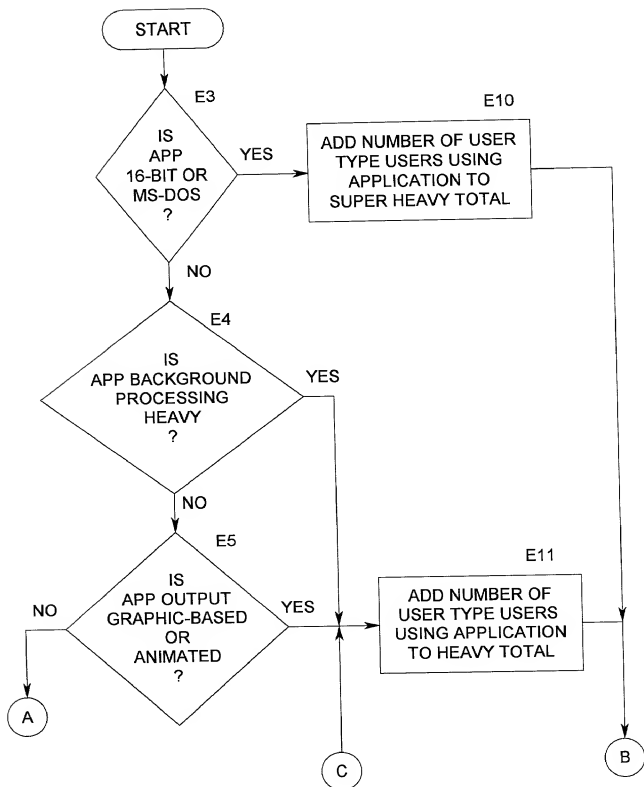 START
E3
IS
APP
16-BIT OR
MS-DOS
?
YES
E10
ADD NUMBER OF USER
TYPE USERS USING
APPLICATION TO
SUPER HEAVY TOTAL
NO
E4
IS
APP BACKGROUND
PROCESSING
HEAVY
?
YES
NO
E5
IS
APP OUTPUT
GRAPHIC-BASED
OR
ANIMATED
?
NO
YES
E11
ADD NUMBER OF
USER TYPE USERS
USING APPLICATION
TO HEAVY TOTAL
A
C
B